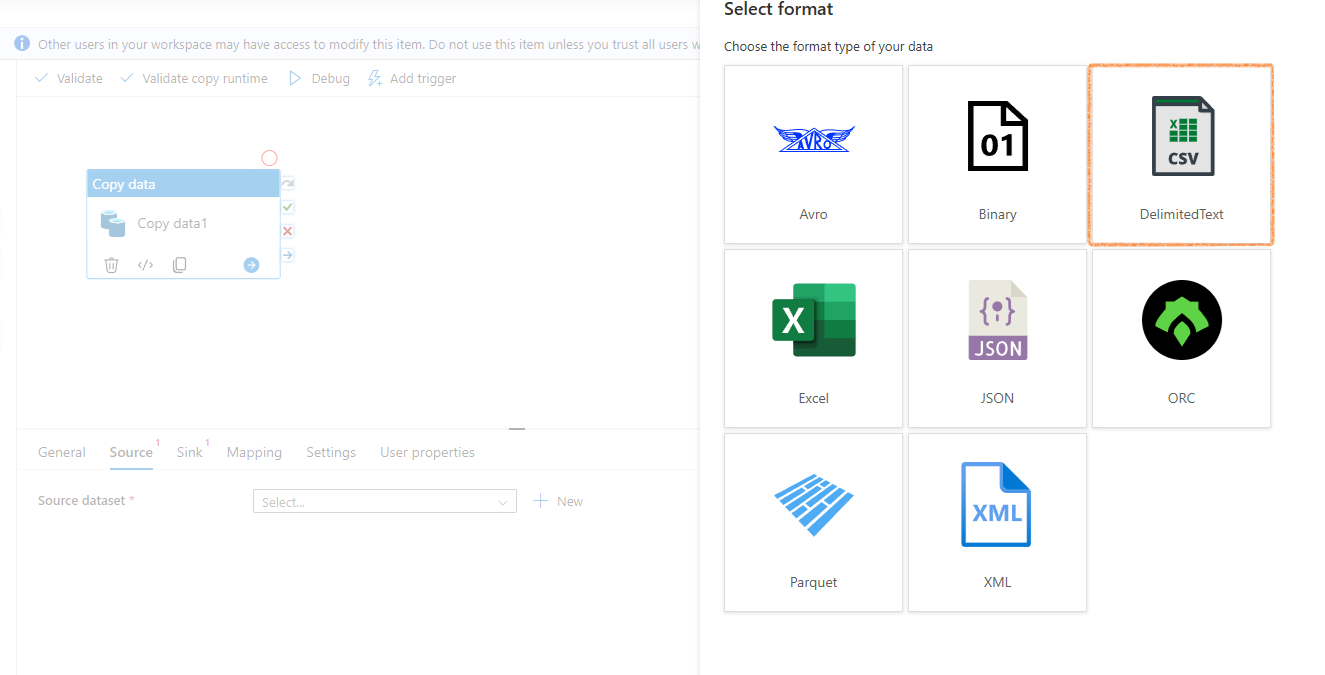 Select format
Other users in your workspace may have access to modify this item. Do not use this item unless you trust all users w
Choose the format type of your data
Validate Validate copy runtime Debug Add trigger
Copy data
Copy data1
AVRO
Avro
01
Binary
X
CSV
DelimitedText
X
Excel
JSON
JSON
ORC
Parquet
XML
XML
General Source 1 Sink 1 Mapping Settings User properties
Source dataset * Select... New